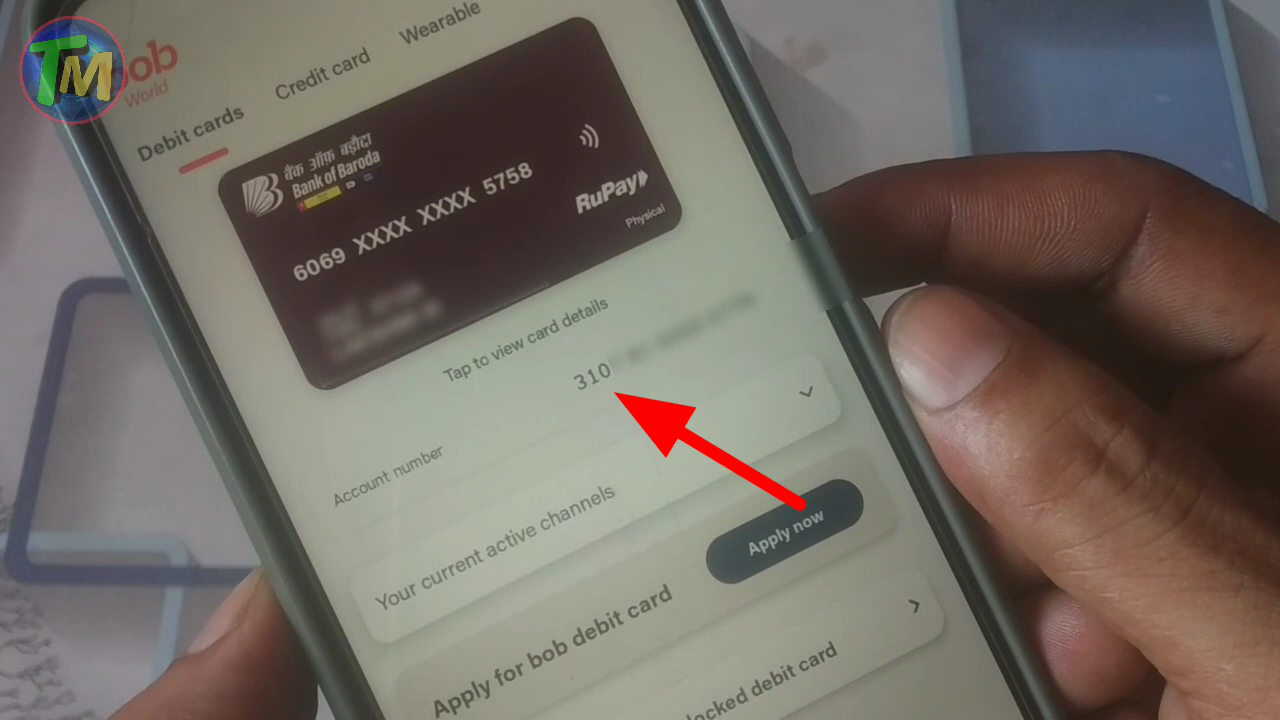 TM
bob
World
Debit cards
Credit card
Wearable
बैंक ऑफ़ बड़ौदा
Bank of Baroda
6069 XXXX XXXX 5758
RuPay
Physical
Tap to view card details
Account number
310
Your current active channels
Apply for bob debit card
Apply now
locked debit card